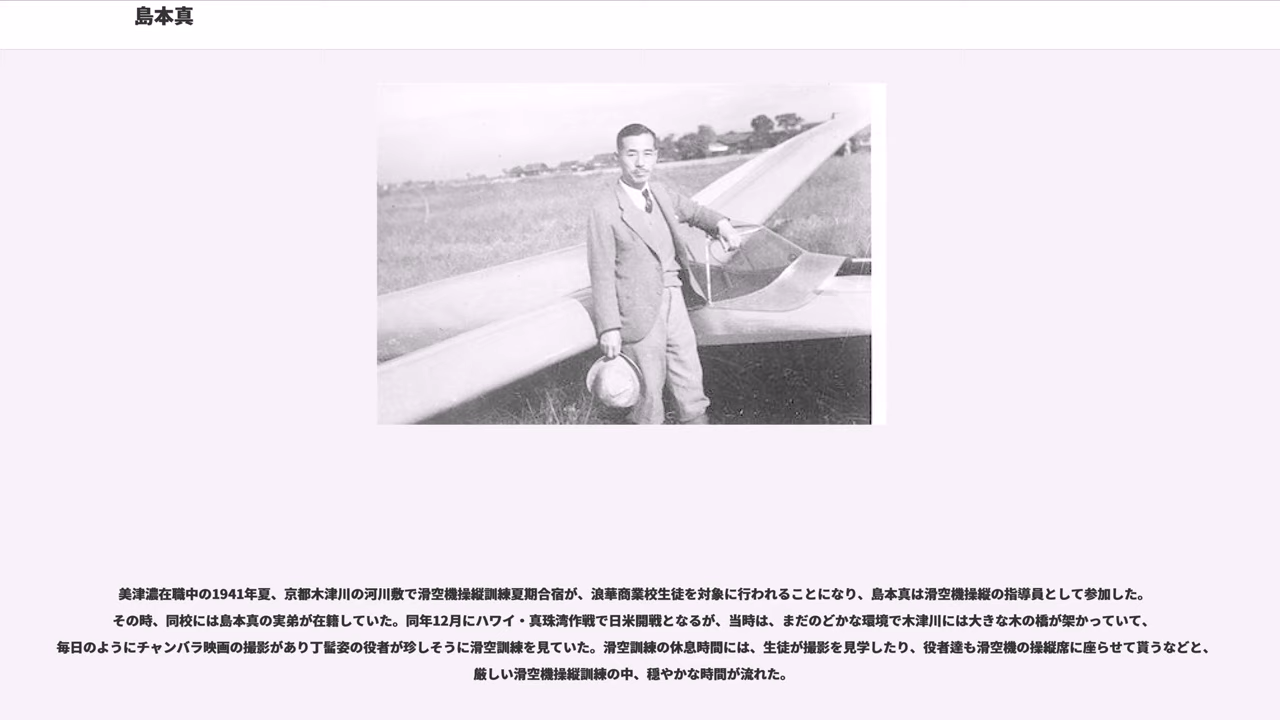 島本真
美津濃在職中の1941年夏、京都木津川の河川敷で滑空機操縦訓練夏期合宿が、浪華商業校生徒を対象に行われることになり、島本真は滑空機操縦の指導員として参加した。
その時、同校には島本真の実弟が在籍していた。同年12月にハワイ・真珠湾作戦で日米開戦となるが、当時は、まだのどかな環境で木津川には大きな木の橋が架かっていて、
毎日のようにチャンバラ映画の撮影があり丁髷姿の役者が珍しそうに滑空訓練を見ていた。滑空訓練の休息時間には、生徒が撮影を見学したり、役者達も滑空機の操縦席に座らせて貰うなどと、
厳しい滑空機操縦訓練の中、穏やかな時間が流れた。